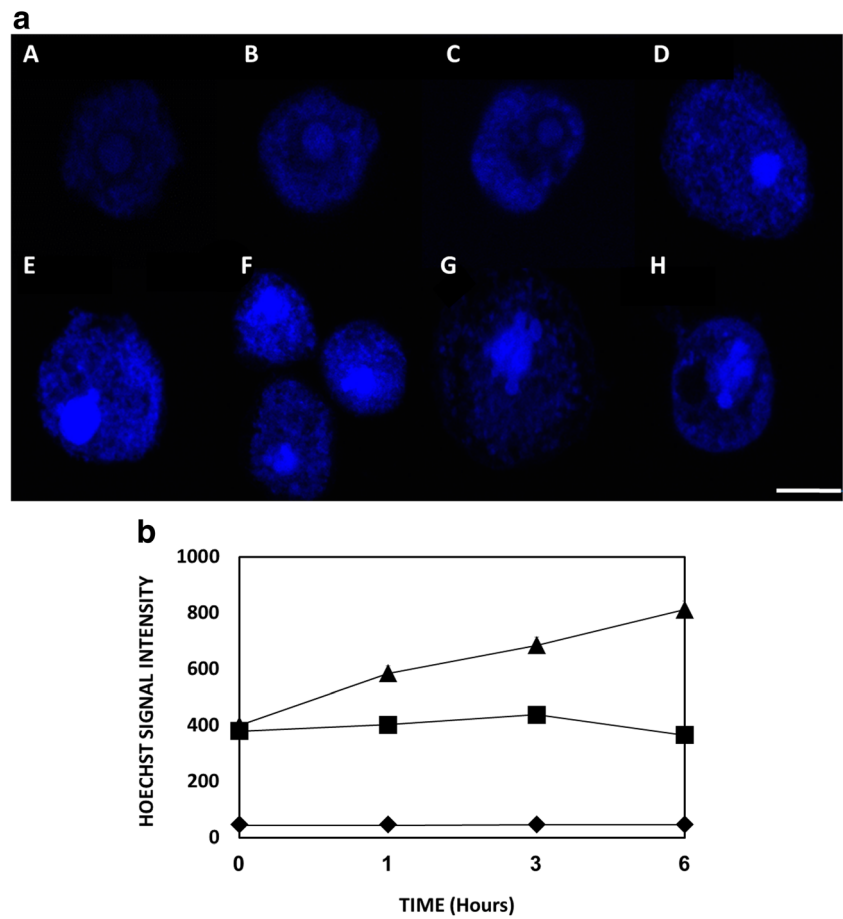 a
A B C D
E F G H
b
1000
800
600
400
200
0
HOECHST SIGNAL INTENSITY
0 1 3 6
TIME (Hours)